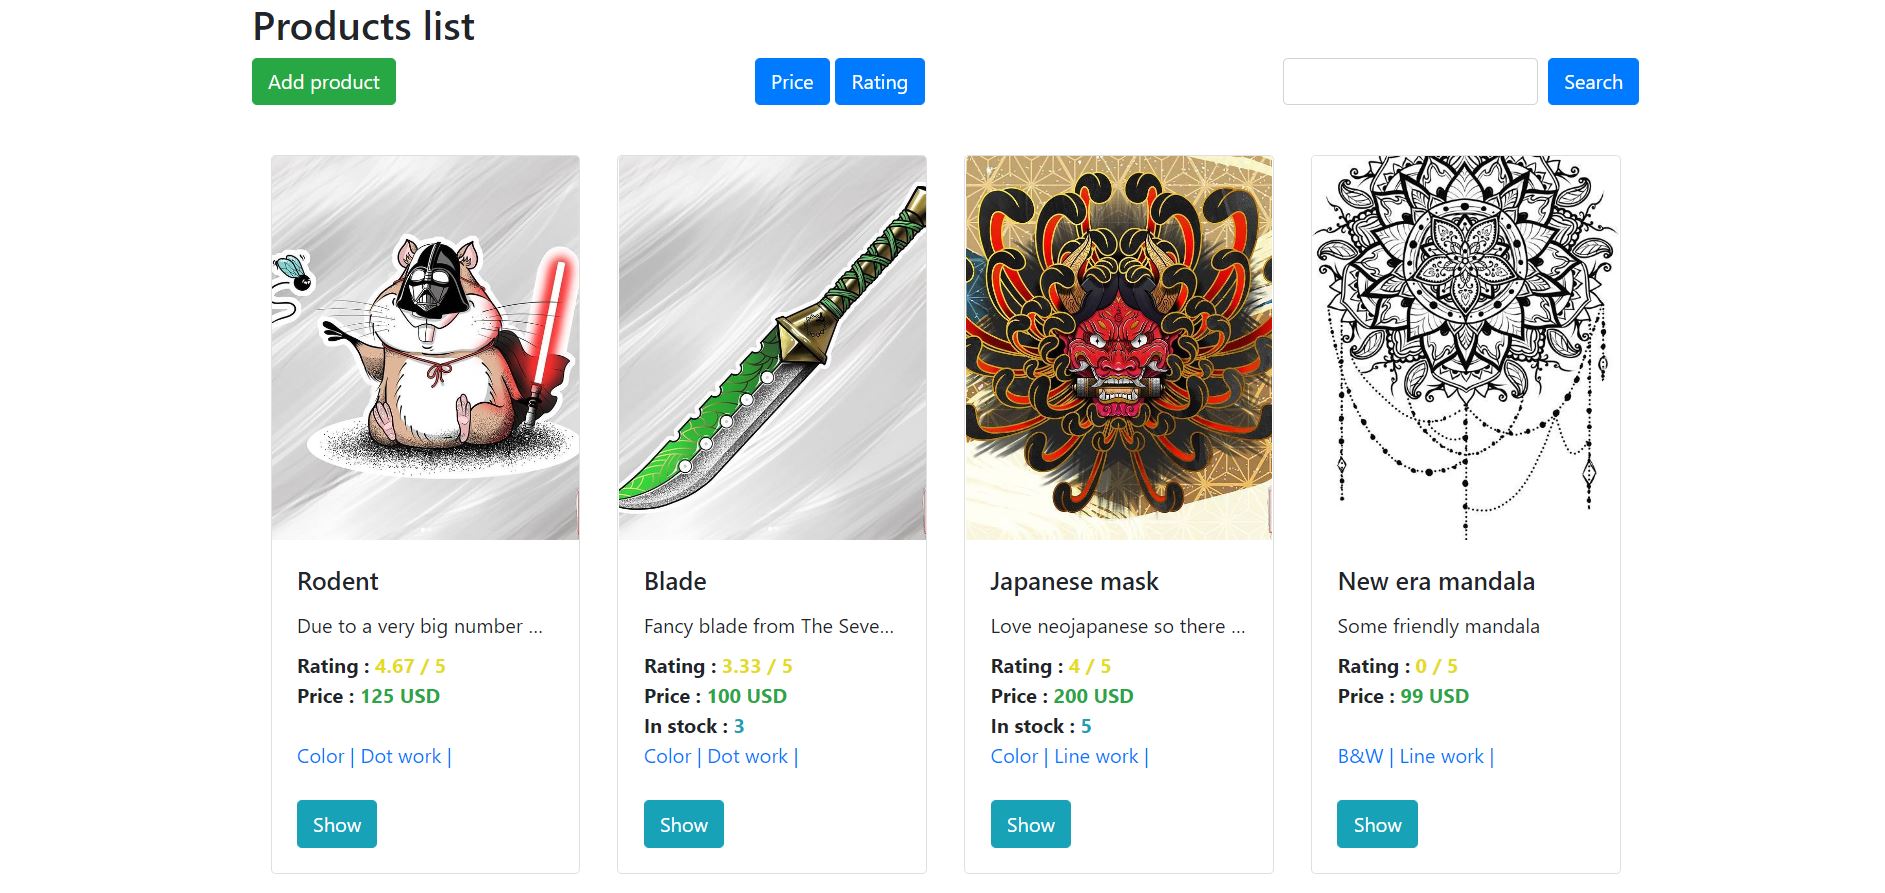 Products list
Add product
Price
Rating
Search
Rodent
Due to a very big number ...
Rating : 4.67 / 5
Price : 125 USD
Color | Dot work |
Show
Blade
Fancy blade from The Seve...
Rating : 3.33 / 5
Price : 100 USD
In stock : 3
Color | Dot work |
Show
Japanese mask
Love neojapanese so there ...
Rating : 4 / 5
Price : 200 USD
In stock : 5
Color | Line work |
Show
New era mandala
Some friendly mandala
Rating : 0 / 5
Price : 99 USD
B&W | Line work |
Show